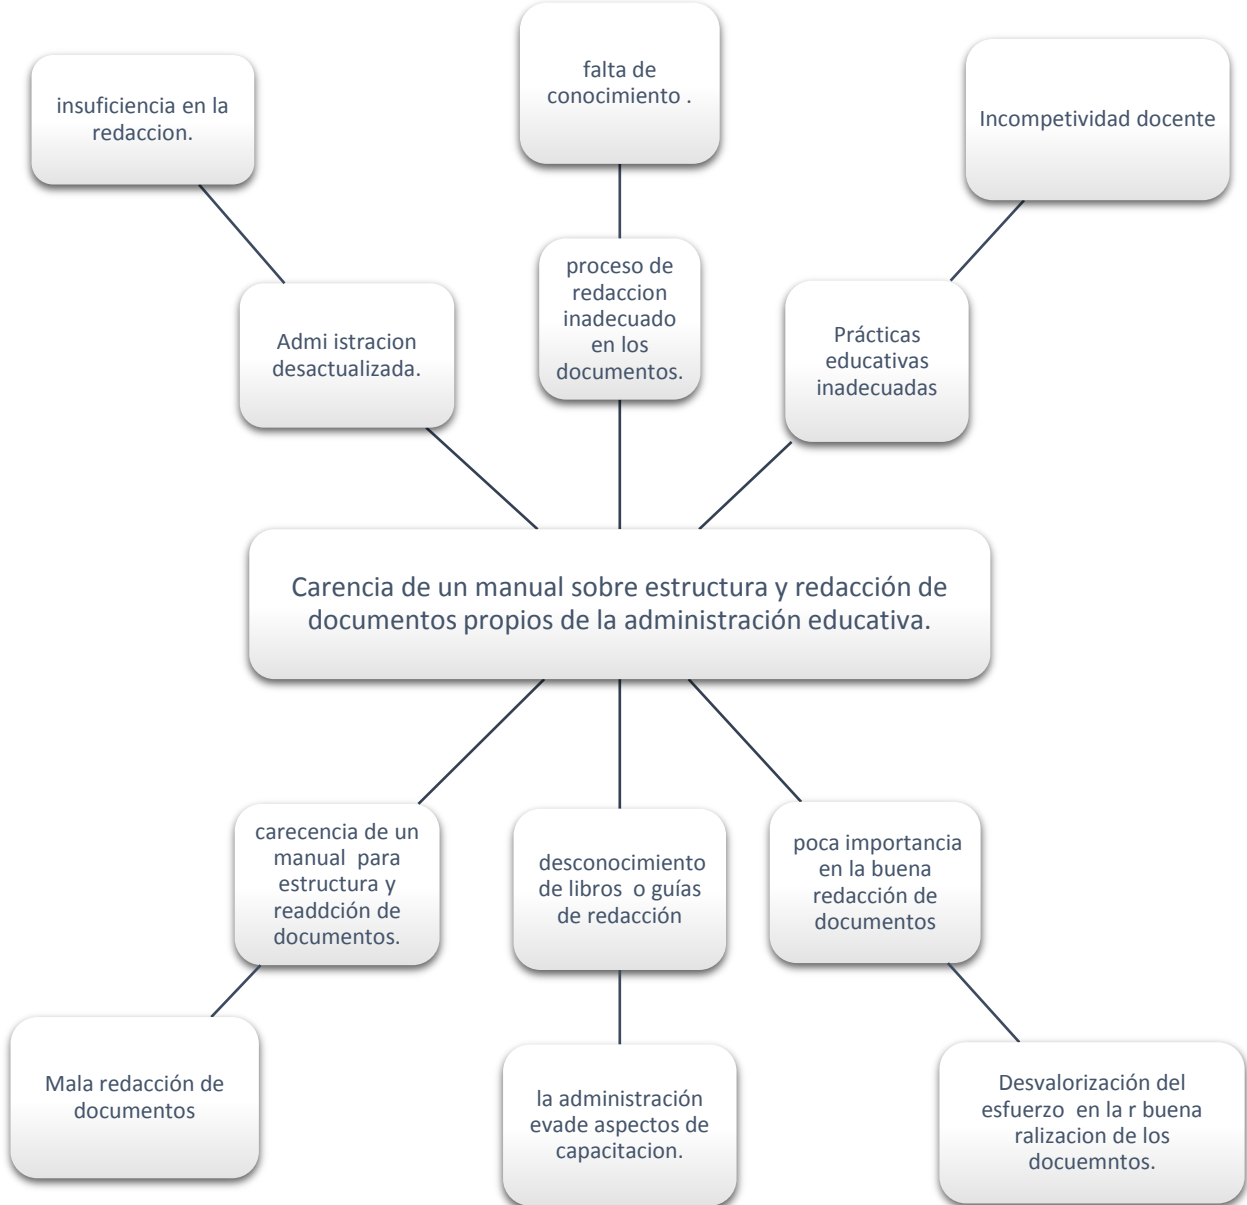 falta de
conocimiento .
insuficiencia en la
redaccion.
Incompetividad docente
proceso de
redaccion
inadecuado
en los
documentos.
Admi istracion
desactualizada.
Prácticas
educativas
inadecuadas
Carencia de un manual sobre estructura y redacción de
documentos propios de la administración educativa.
carecencia de un
manual  para
estructura y
readdción de
documentos.
desconocimiento
de libros  o guías
de redacción
poca importancia
en la buena
redacción de
documentos
Mala redacción de
documentos
la administración
evade aspectos de
capacitacion.
Desvalorización del
esfuerzo  en la r buena
ralizacion de los
docuemntos.